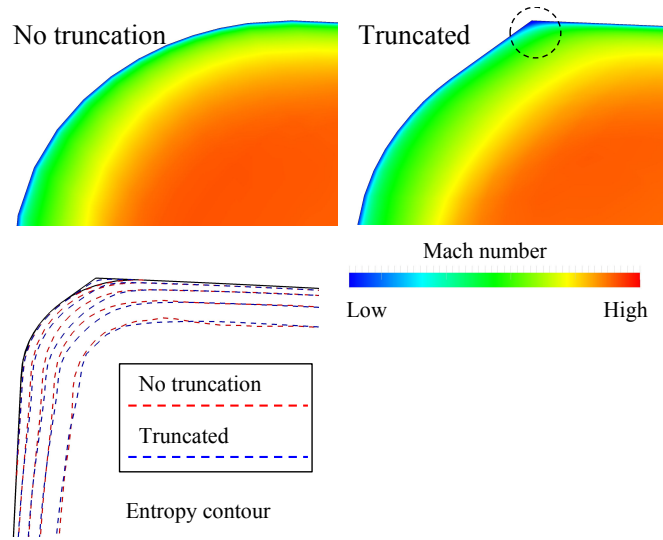 No truncation
Truncated
Mach number
Low
High
No truncation
Truncated
Entropy contour